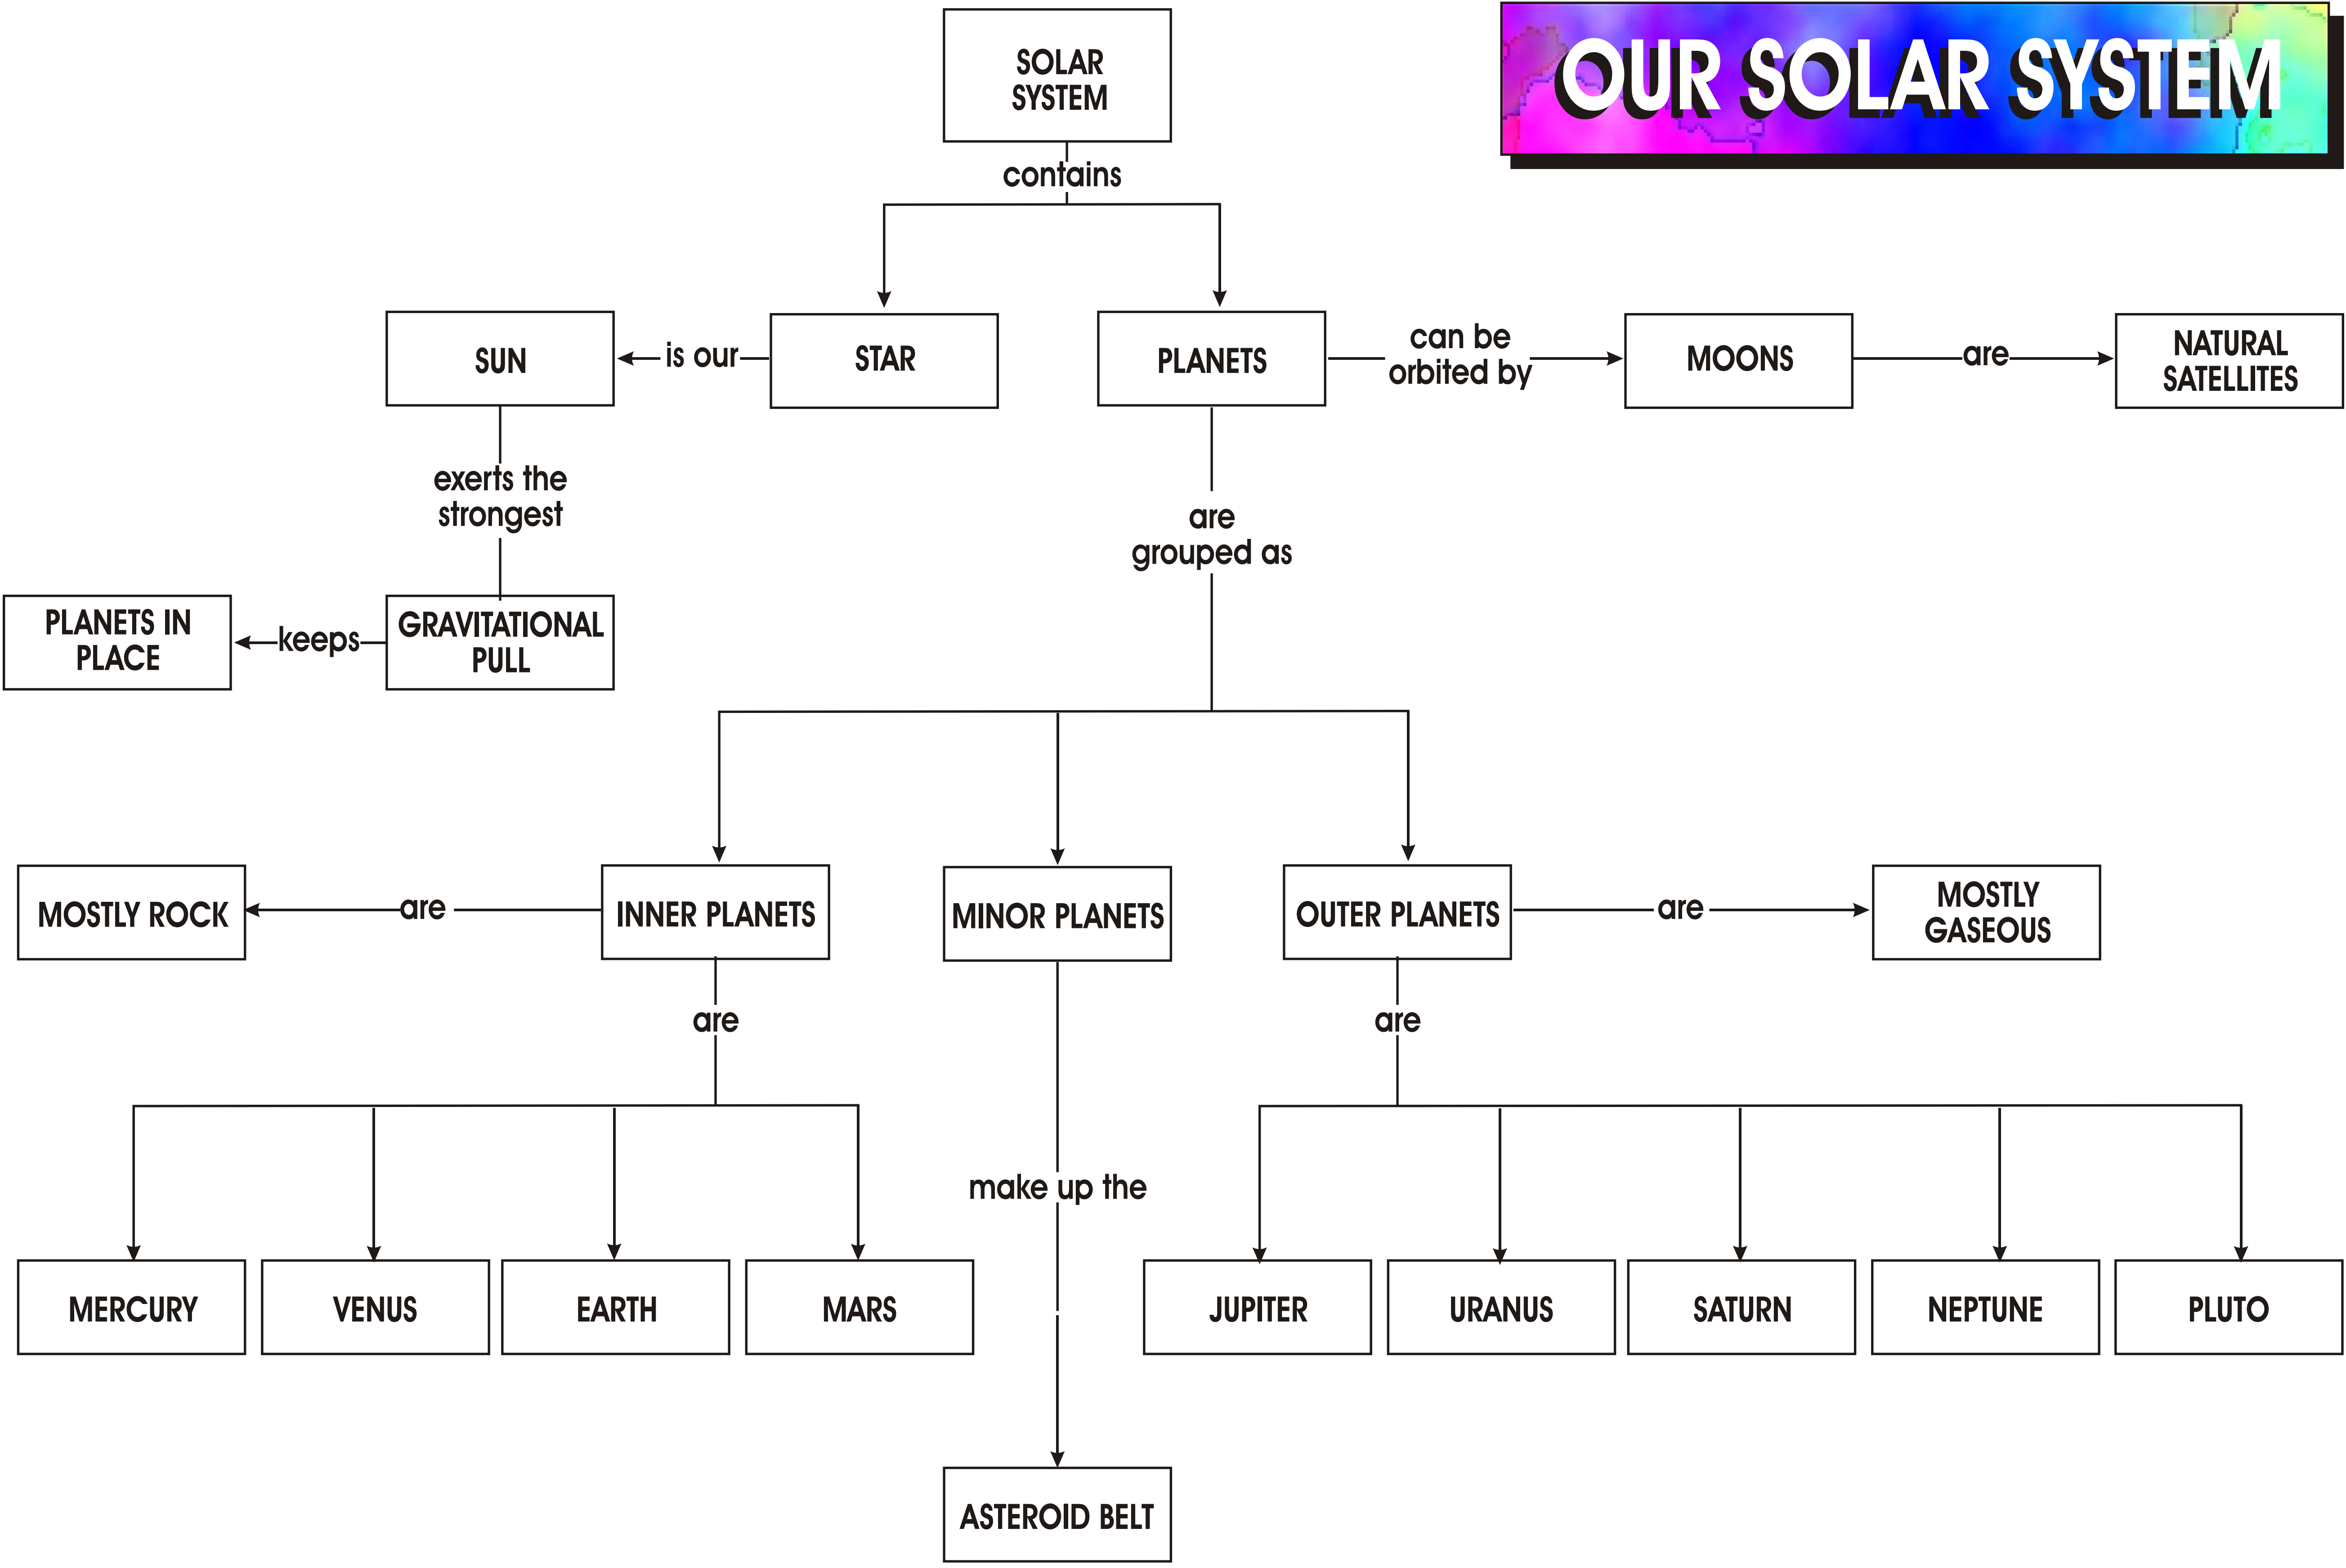 OUR SOLAR SYSTEM
SOLAR
SYSTEM
contains
SUN
is our
STAR
PLANETS
can be
orbited by
MOONS
are
NATURAL
SATELLITES
exerts the
strongest
are
grouped as
PLANETS IN
PLACE
keeps
GRAVITATIONAL
PULL
MOSTLY ROCK
are
INNER PLANETS
MINOR PLANETS
OUTER PLANETS
are
MOSTLY
GASEOUS
are
are
make up the
MERCURY
VENUS
EARTH
MARS
JUPITER
URANUS
SATURN
NEPTUNE
PLUTO
ASTEROID BELT